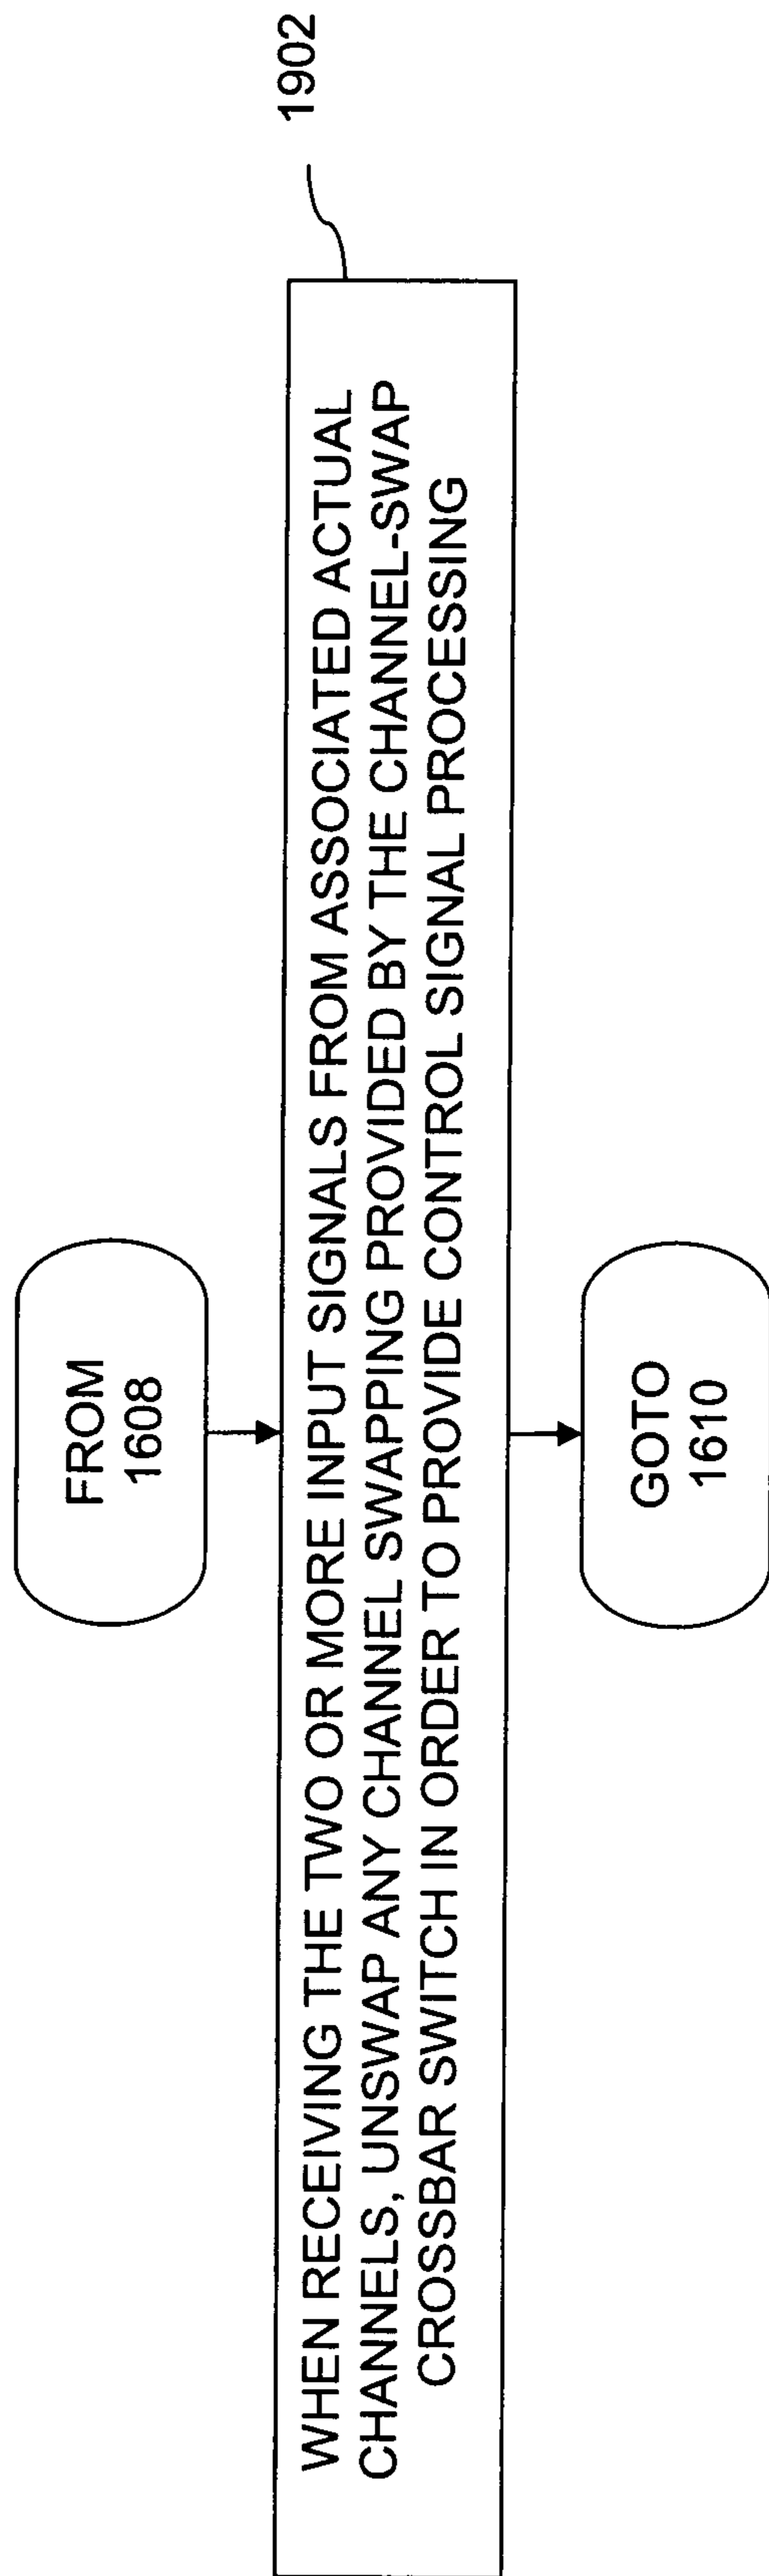 FROM
1608
1902
WHEN RECEIVING THE TWO OR MORE INPUT SIGNALS FROM ASSOCIATED ACTUAL
CHANNELS, UNSWAP ANY CHANNEL SWAPPING PROVIDED BY THE CHANNEL-SWAP
CROSSBAR SWITCH IN ORDER TO PROVIDE CONTROL SIGNAL PROCESSING
GOTO
1610